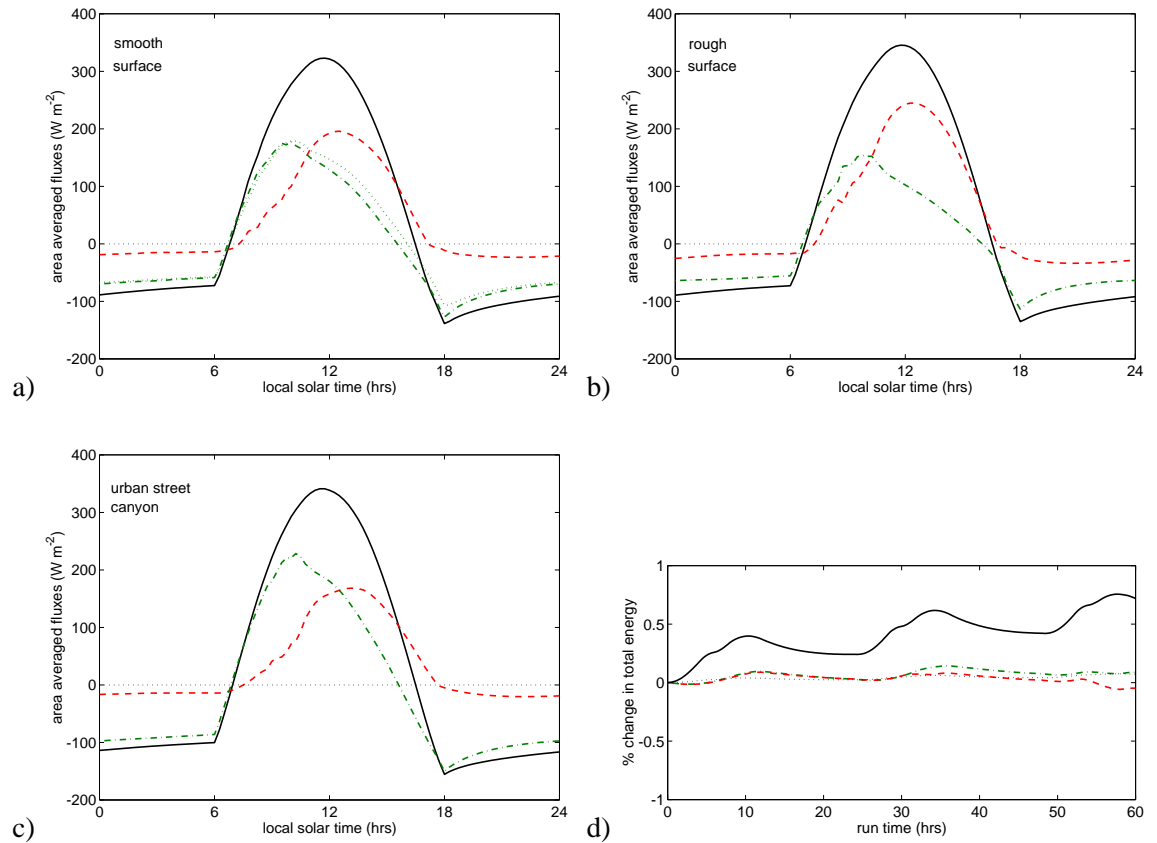 400
300
200
100
0
-100
-200
area averaged fluxes (W m-2)
smooth
surface
0 6 12 18 24
local solar time (hrs)
a)
400
300
200
100
0
-100
-200
area averaged fluxes (W m-2)
rough
surface
0 6 12 18 24
local solar time (hrs)
b)
400
300
200
100
0
-100
-200
area averaged fluxes (W m-2)
urban street
canyon
0 6 12 18 24
local solar time (hrs)
c)
1
0.5
0
-0.5
-1
% change in total energy
0 10 20 30 40 50 60
run time (hrs)
d)